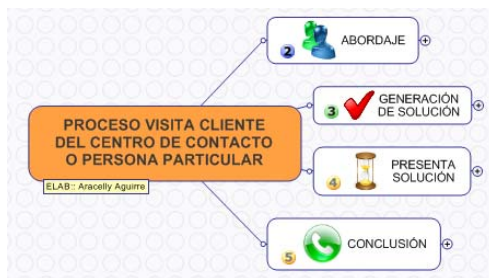 PROCESO VISITA CLIENTE
DEL CENTRO DE CONTACTO
O PERSONA PARTICULAR
ELAB:: Aracelly Aguirre
2
ABORDAJE
3
GENERACIÓN
DE SOLUCIÓN
4
PRESENTA
SOLUCIÓN
5
CONCLUSIÓN